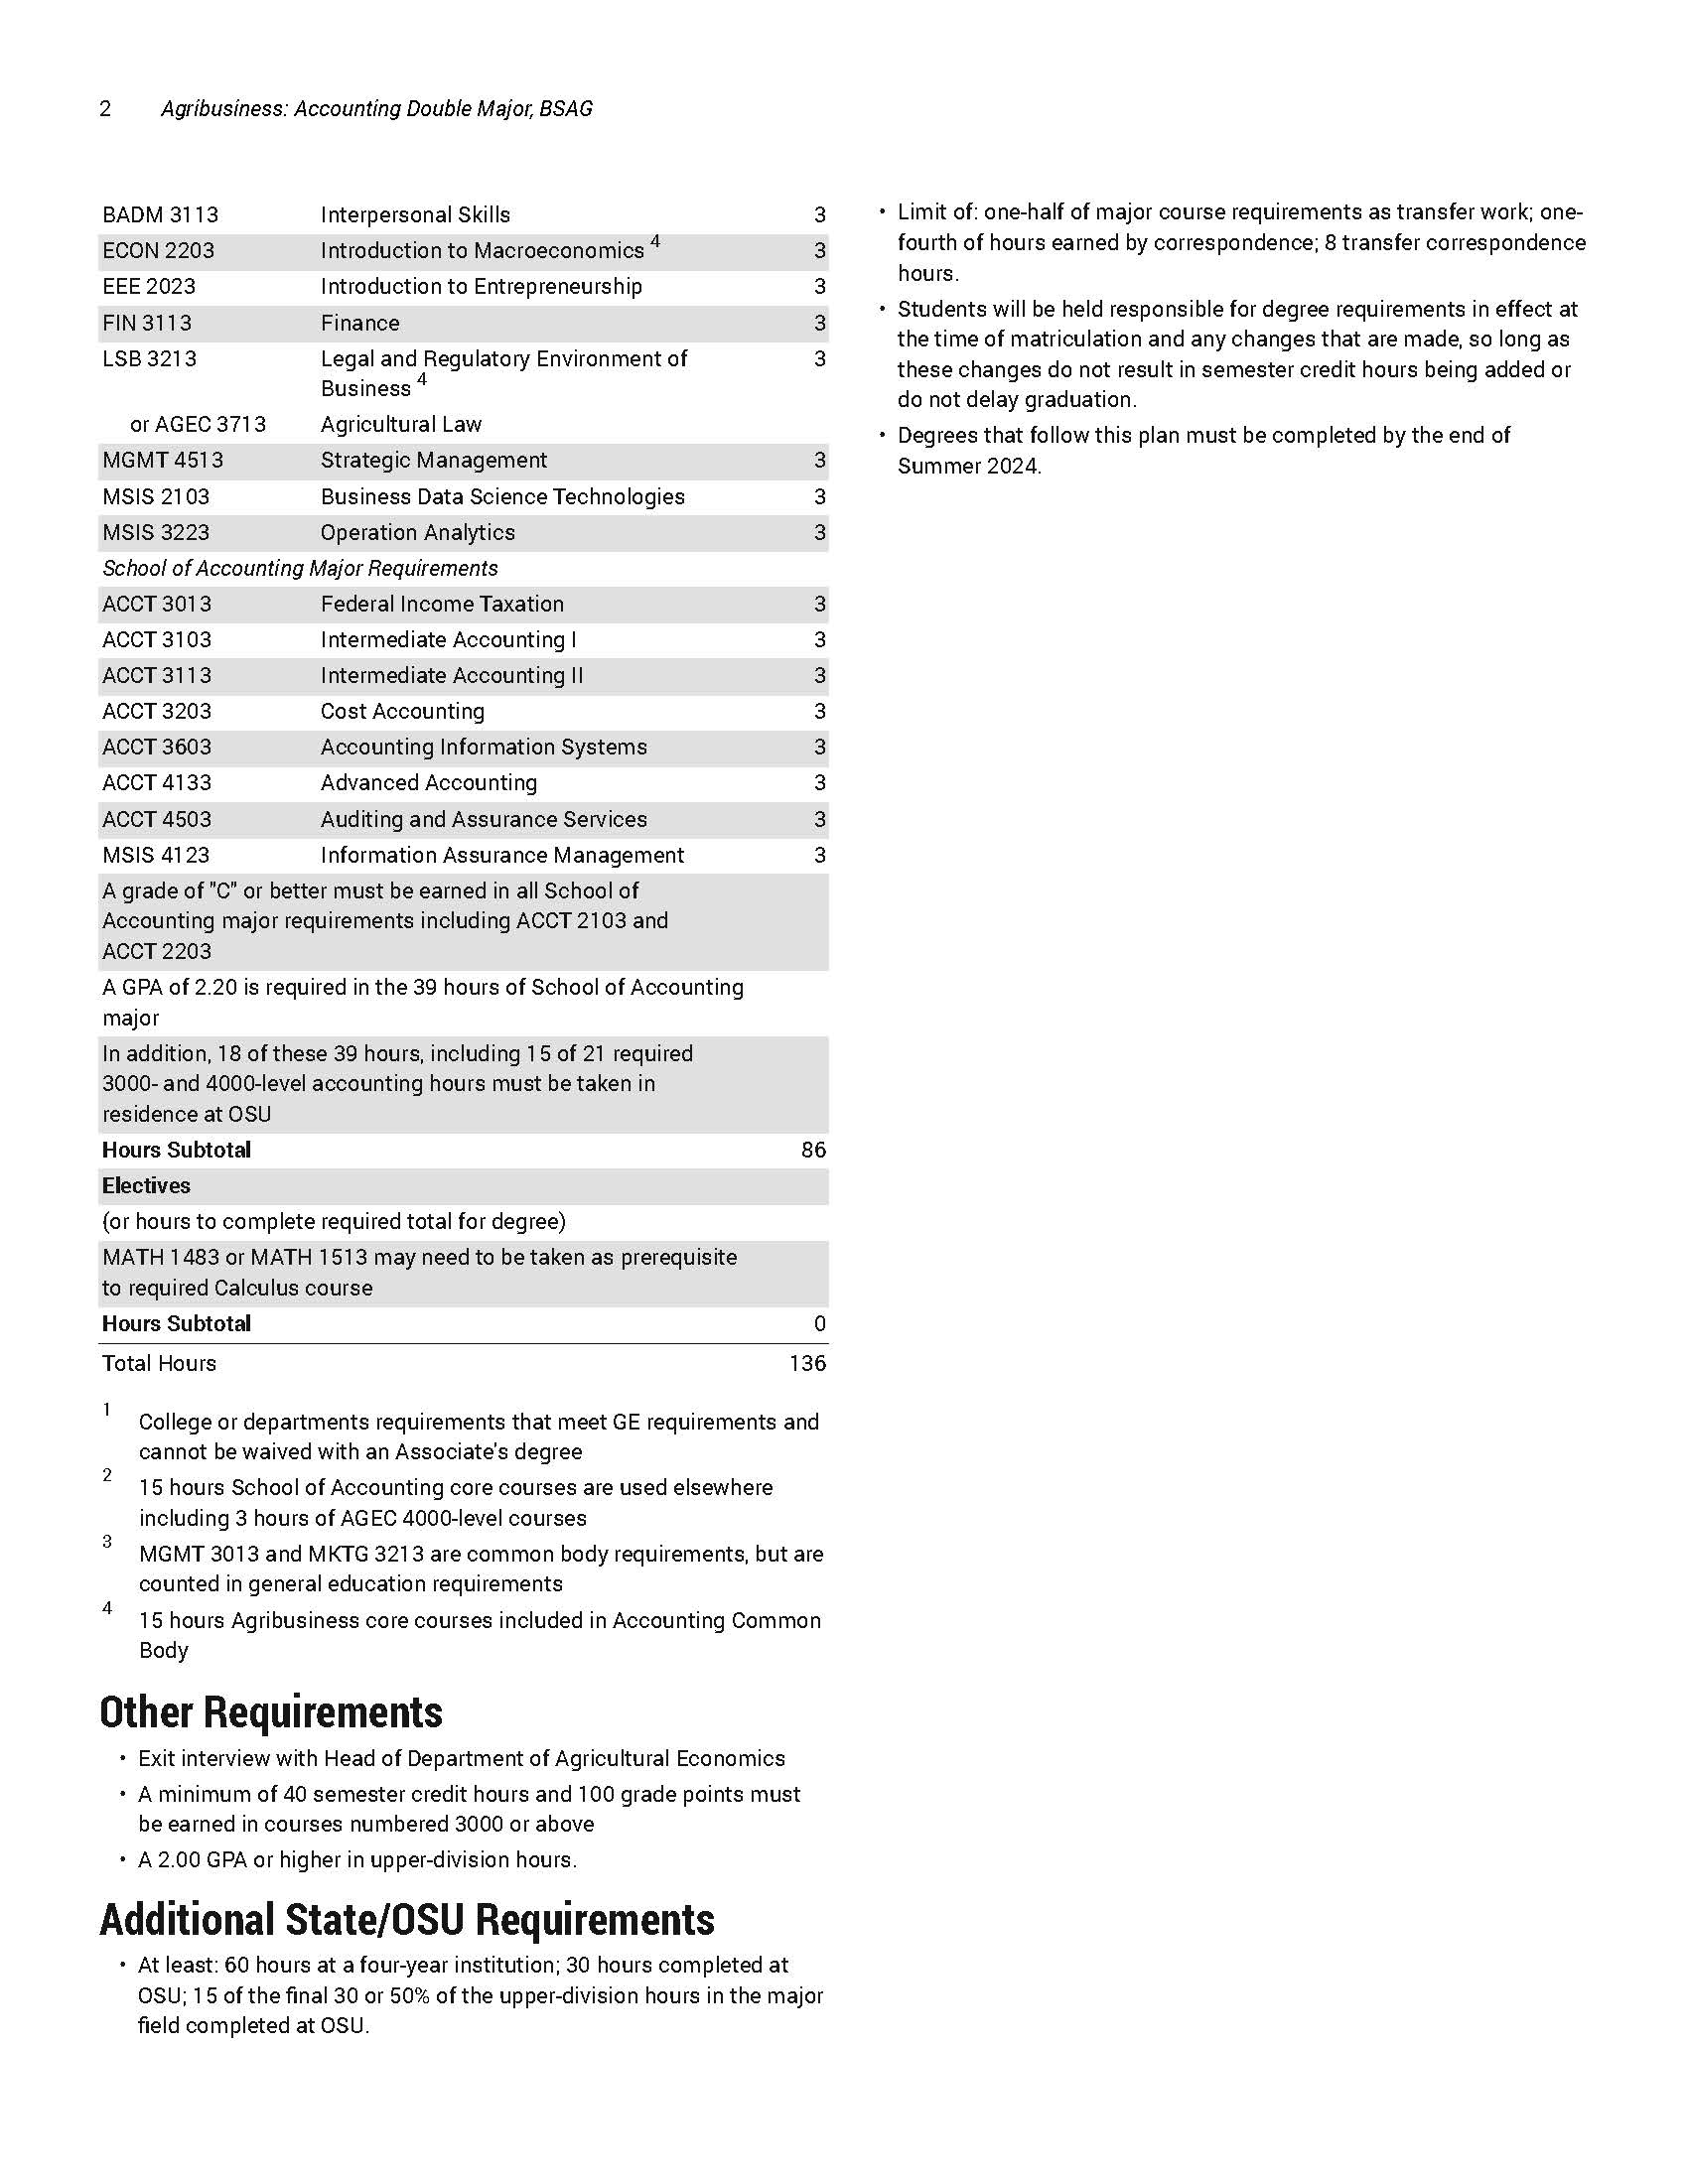 2 Agribusiness: Accounting Double Major, BSAG
BADM 3113 Interpersonal Skills 3
ECON 2203 Introduction to Macroeconomics 4 3
EEE 2023 Introduction to Entrepreneurship 3
FIN 3113 Finance 3
LSB 3213 Legal and Regulatory Environment of 3
Business 4
or AGEC 3713 Agricultural Law
MGMT 4513 Strategic Management 3
MSIS 2103 Business Data Science Technologies 3
MSIS 3223 Operation Analytics 3
School of Accounting Major Requirements
ACCT 3013 Federal Income Taxation 3
ACCT 3103 Intermediate Accounting I 3
ACCT 3113 Intermediate Accounting II 3
ACCT 3203 Cost Accounting 3
ACCT 3603 Accounting Information Systems 3
ACCT 4133 Advanced Accounting 3
ACCT 4503 Auditing and Assurance Services 3
MSIS 4123 Information Assurance Management 3
A grade of "C" or better must be earned in all School of
Accounting major requirements including ACCT 2103 and
ACCT 2203
A GPA of 2.20 is required in the 39 hours of School of Accounting
major
In addition, 18 of these 39 hours, including 15 of 21 required
3000- and 4000-level accounting hours must be taken in
residence at OSU
Hours Subtotal 86
Electives
(or hours to complete required total for degree)
MATH 1483 or MATH 1513 may need to be taken as prerequisite
to required Calculus course
Hours Subtotal 0
Total Hours 136
1 College or departments requirements that meet GE requirements and
cannot be waived with an Associate's degree
2 15 hours School of Accounting core courses are used elsewhere
including 3 hours of AGEC 4000-level courses
3 MGMT 3013 and MKTG 3213 are common body requirements, but are
counted in general education requirements
4 15 hours Agribusiness core courses included in Accounting Common
Body
Other Requirements
• Exit interview with Head of Department of Agricultural Economics
• A minimum of 40 semester credit hours and 100 grade points must
be earned in courses numbered 3000 or above
• A 2.00 GPA or higher in upper-division hours.
Additional State/OSU Requirements
• At least: 60 hours at a four-year institution; 30 hours completed at
OSU; 15 of the final 30 or 50% of the upper-division hours in the major
field completed at OSU.
• Limit of: one-half of major course requirements as transfer work; one-
fourth of hours earned by correspondence; 8 transfer correspondence
hours.
• Students will be held responsible for degree requirements in effect at
the time of matriculation and any changes that are made, so long as
these changes do not result in semester credit hours being added or
do not delay graduation.
• Degrees that follow this plan must be completed by the end of
Summer 2024.